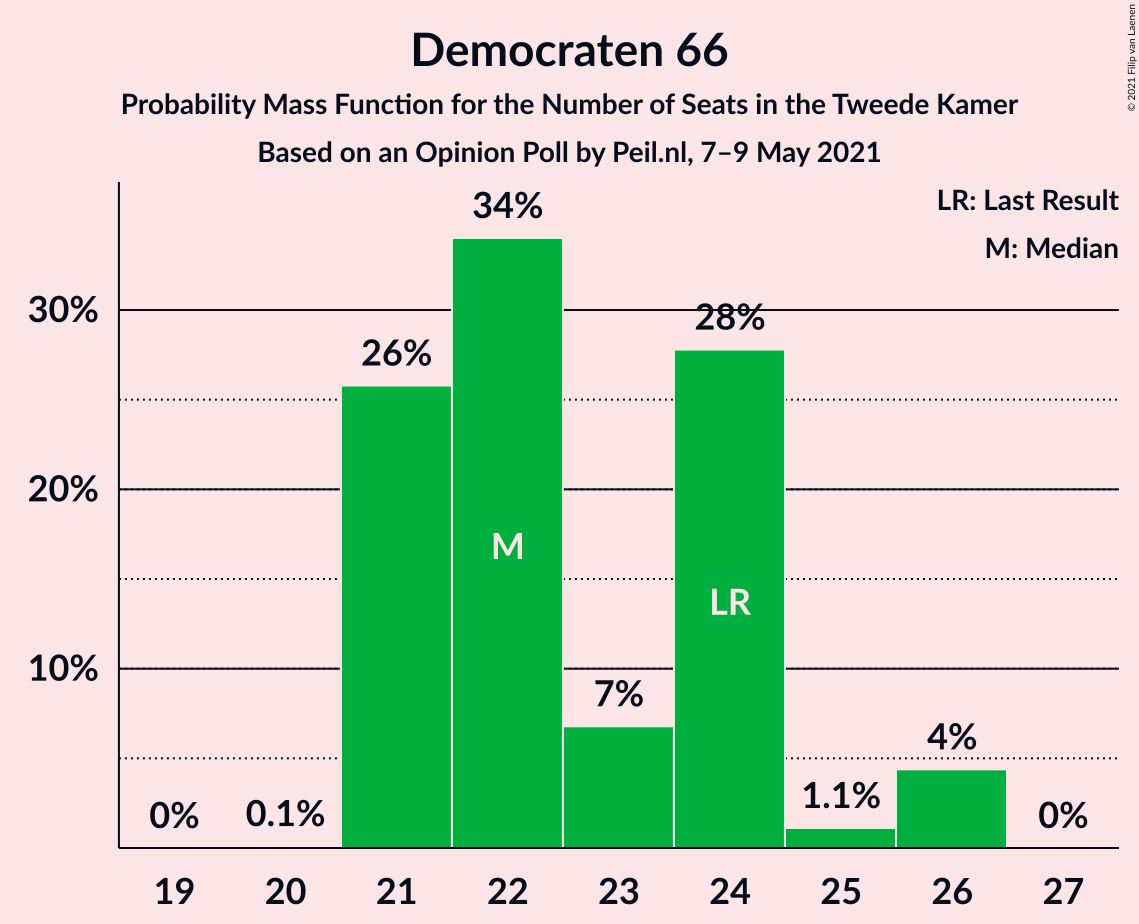 Democraten 66
Probability Mass Function for the Number of Seats in the Tweede Kamer
Based on an Opinion Poll by Peil.nl, 7–9 May 2021
© 2021 Filip van Laenen
LR: Last Result
M: Median
30%
20%
10%
0%
0.1%
26%
34%
7%
28%
1.1%
4%
0%
M
LR
19 20 21 22 23 24 25 26 27